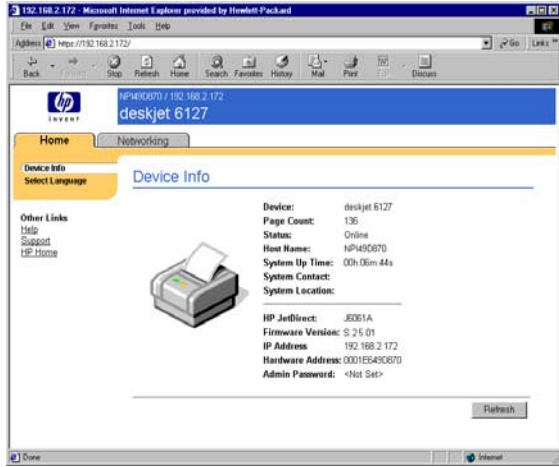 192.168.2.172 - Microsoft Internet Explorer provided by Hewlett-Packard
File Edit View Favorites Tools Help
Address https://192.168.2.172/ Go Links »
Back Forward Stop Refresh Home Search Favorites History Mail Print Edit Discuss
hp
invent
NPI49D870 / 192.168.2.172
deskjet 6127
Home Networking
Device Info
Select Language
Other Links
Help
Support
HP Home
Device Info
Device: deskjet 6127
Page Count: 136
Status: Online
Host Name: NPI49D870
System Up Time: 00h:06m:44s
System Contact:
System Location:
HP JetDirect: J6061A
Firmware Version: S.25.01
IP Address 192.168.2.172
Hardware Address: 0001E649D870
Admin Password: <Not Set>
Refresh
Done Internet